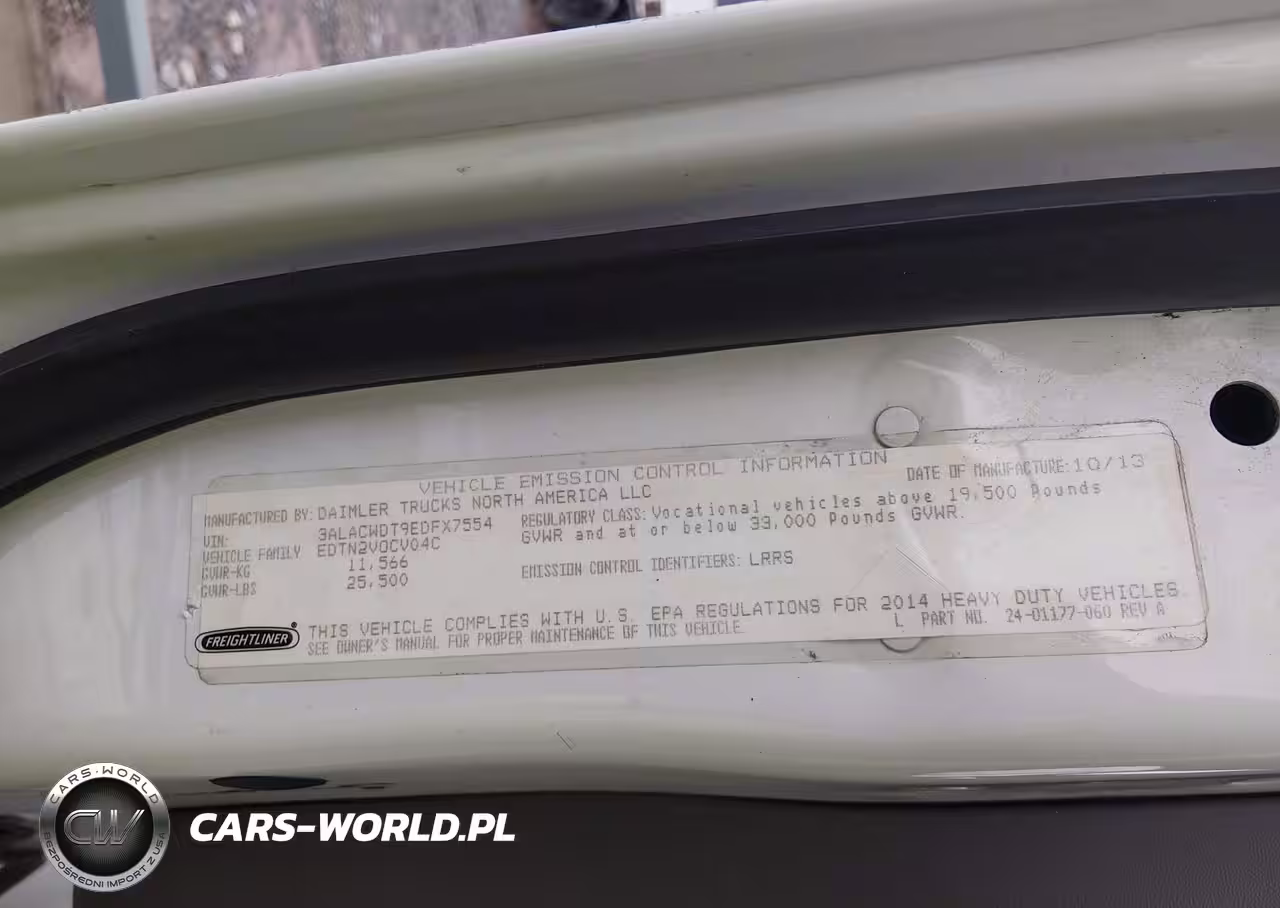 VEHICLE EMISSION CONTROL INFORMATION
MANUFACTURED BY: DAIMLER TRUCKS NORTH AMERICA LLC
DATE OF MANUFACTURE: 10/13
VIN: 3ALACWDT9EDFX7554
VEHICLE FAMILY EDTN2VOCV04C
GVWR-KG 11,566
GVWR-LBS 25,500
REGULATORY CLASS: Vocational vehicles above 19,500 Pounds
GVWR and at or below 33,000 Pounds GVWR.
EMISSION CONTROL IDENTIFIERS: LRRS
FREIGHTLINER®
THIS VEHICLE COMPLIES WITH U.S. EPA REGULATIONS FOR 2014 HEAVY DUTY VEHICLES.
SEE OWNER'S MANUAL FOR PROPER MAINTENANCE OF THIS VEHICLE.
L PART NO. 24-01177-060 REV A
CARS-WORLD
CW
BEZPOŚREDNI IMPORT Z USA
CARS-WORLD.PL